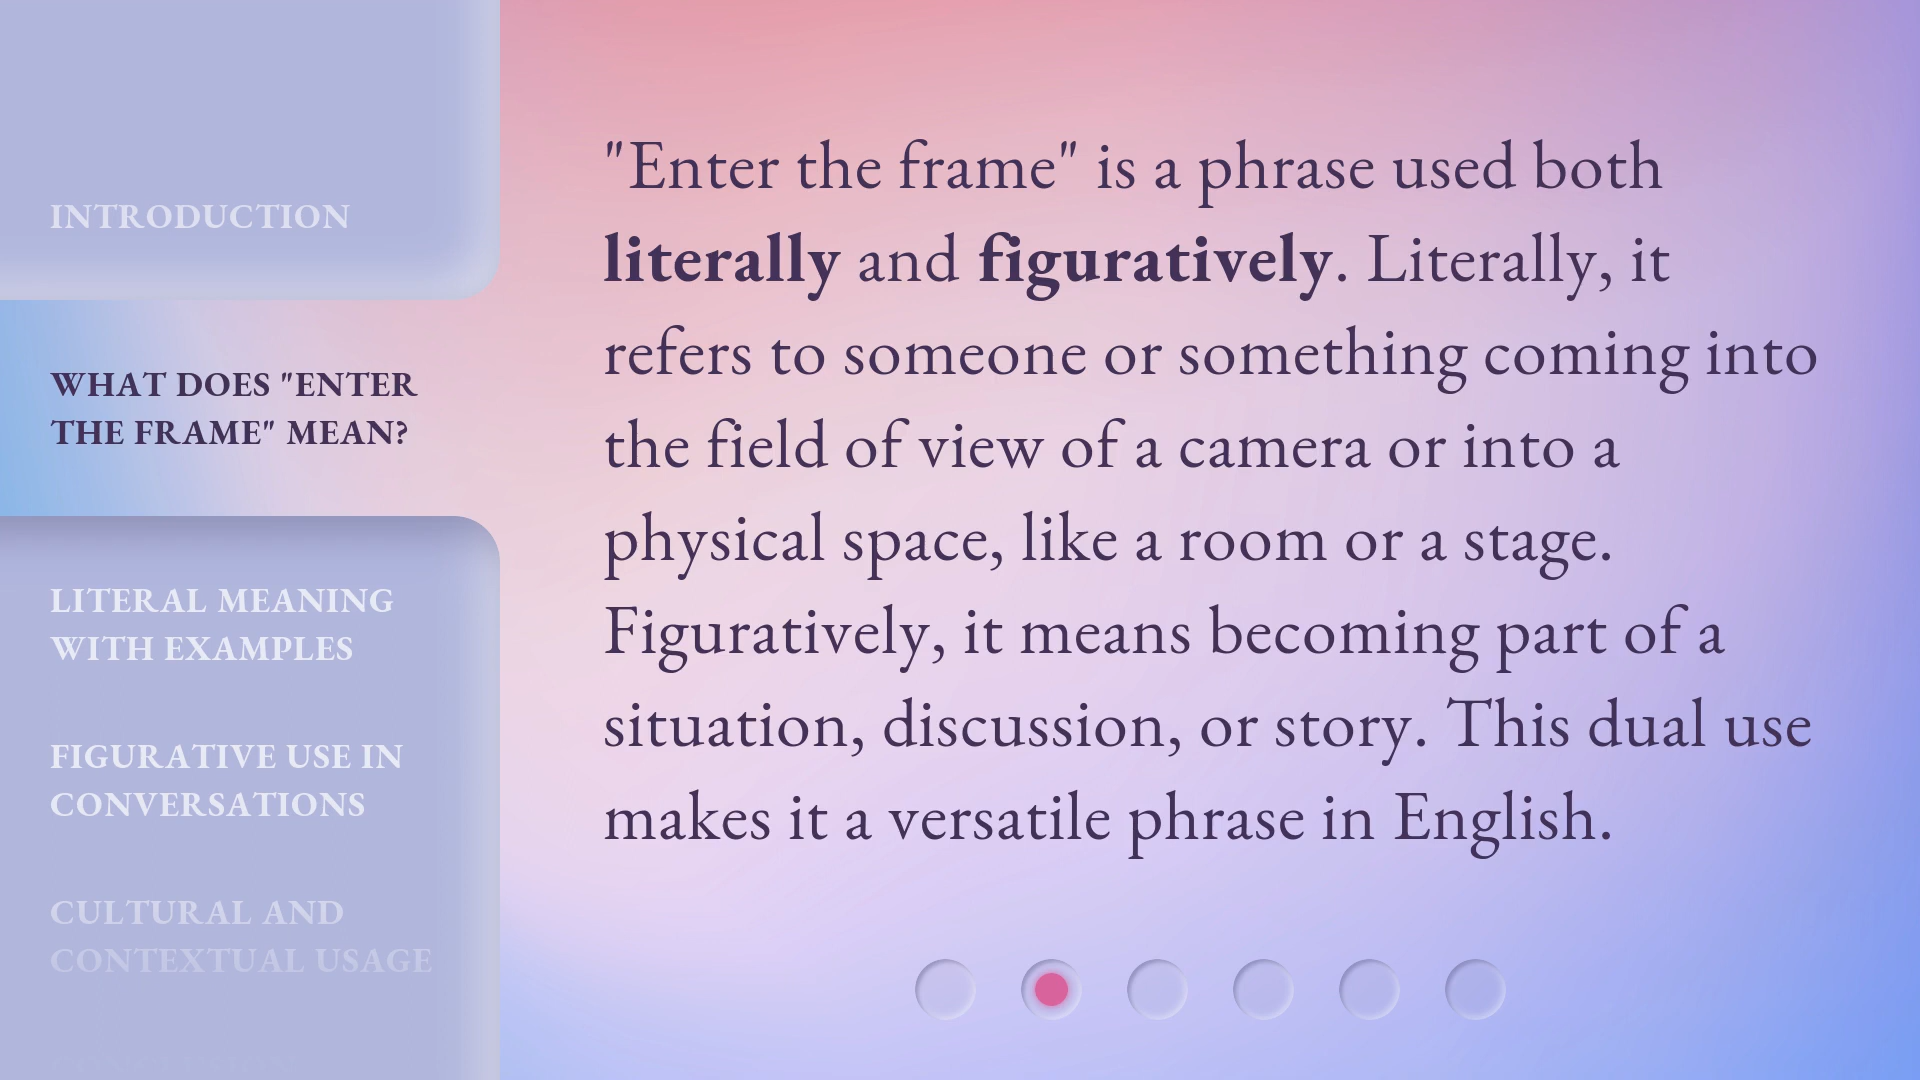 INTRODUCTION
WHAT DOES "ENTER
THE FRAME" MEAN?
LITERAL MEANING
WITH EXAMPLES
FIGURATIVE USE IN
CONVERSATIONS
CULTURAL AND
CONTEXTUAL USAGE
"Enter the frame" is a phrase used both
literally and figuratively. Literally, it
refers to someone or something coming into
the field of view of a camera or into a
physical space, like a room or a stage.
Figuratively, it means becoming part of a
situation, discussion, or story. This dual use
makes it a versatile phrase in English.